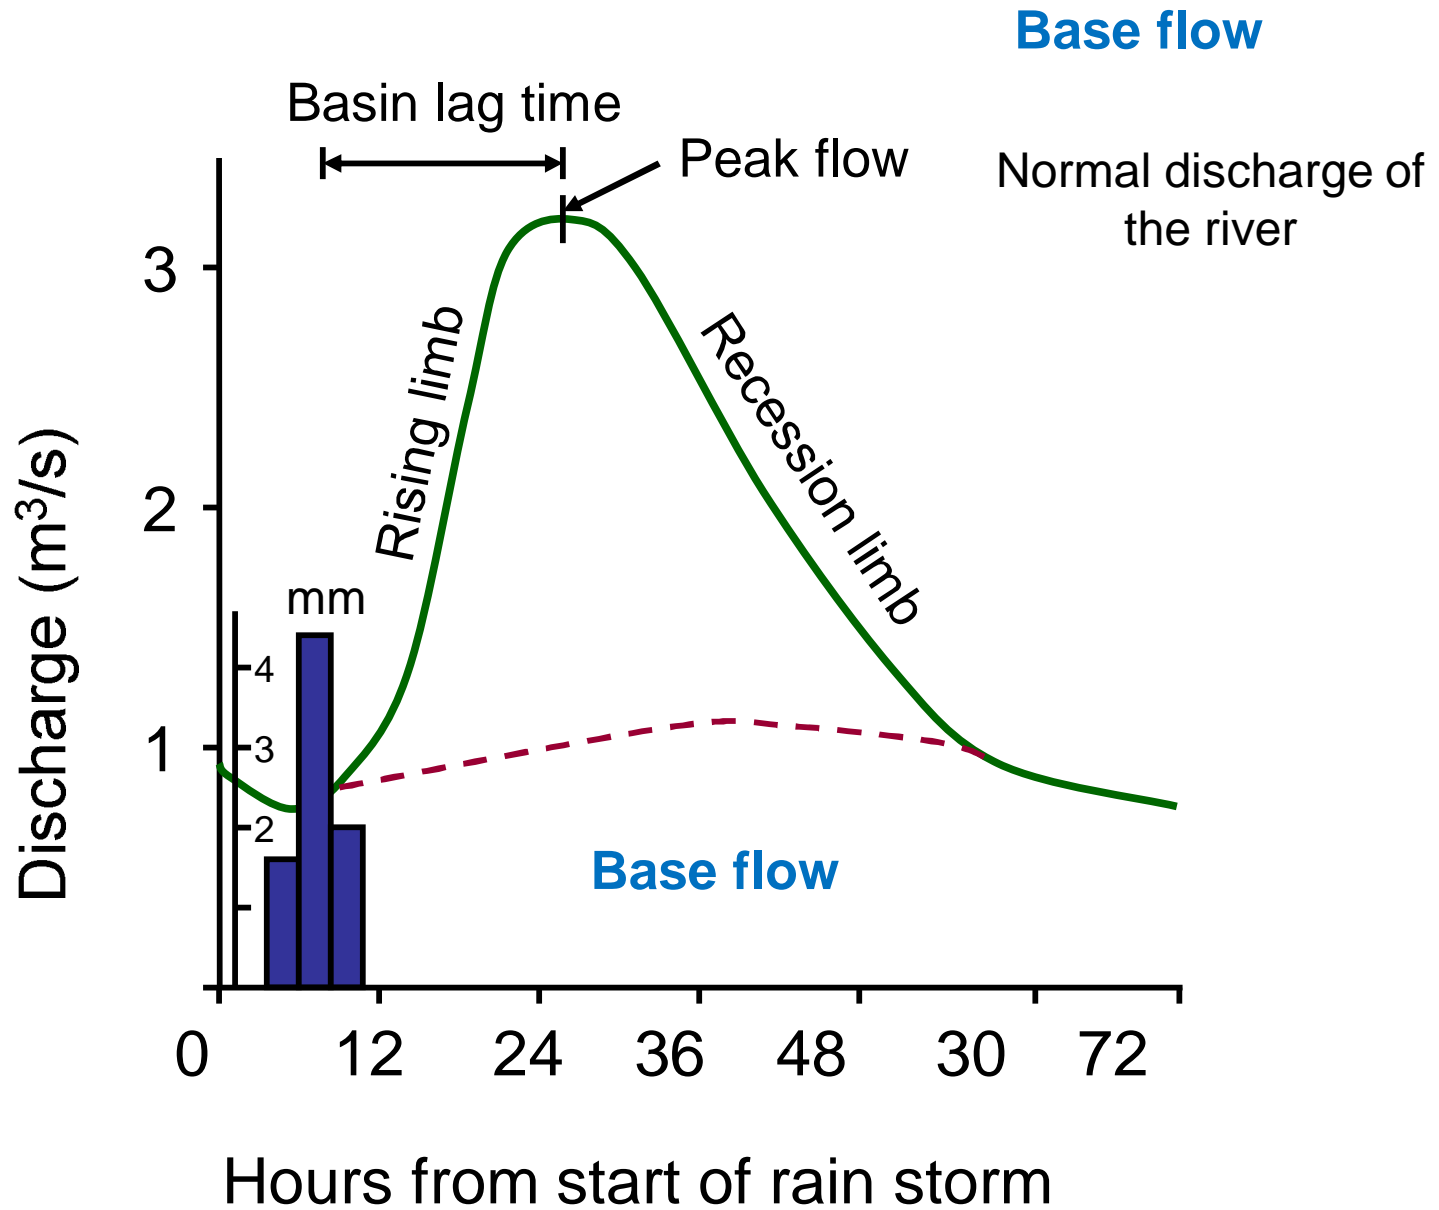 Base flow
Basin lag time
Peak flow
Normal discharge of
the river
3
Rising limb
Recession limb
2
Discharge (m³/s)
mm
4
1
3
2
Base flow
0 12 24 36 48 30 72
Hours from start of rain storm